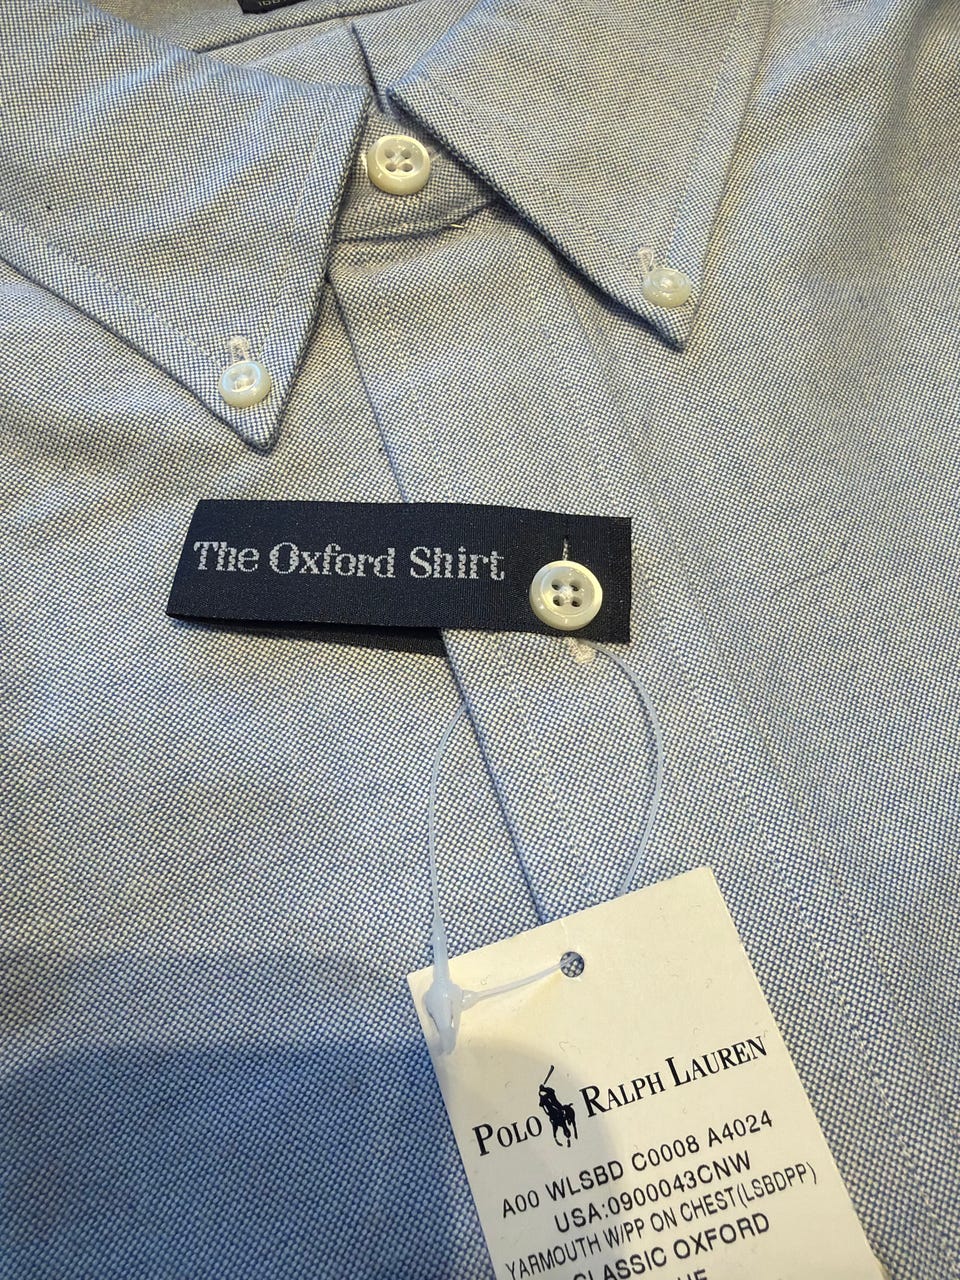 The Oxford Shirt
POLO RALPH LAUREN
A00 WLSBD C0008 A4024
USA:0900043CNW
YARMOUTH W/PP ON CHEST(LSBDPP)
CLASSIC OXFORD